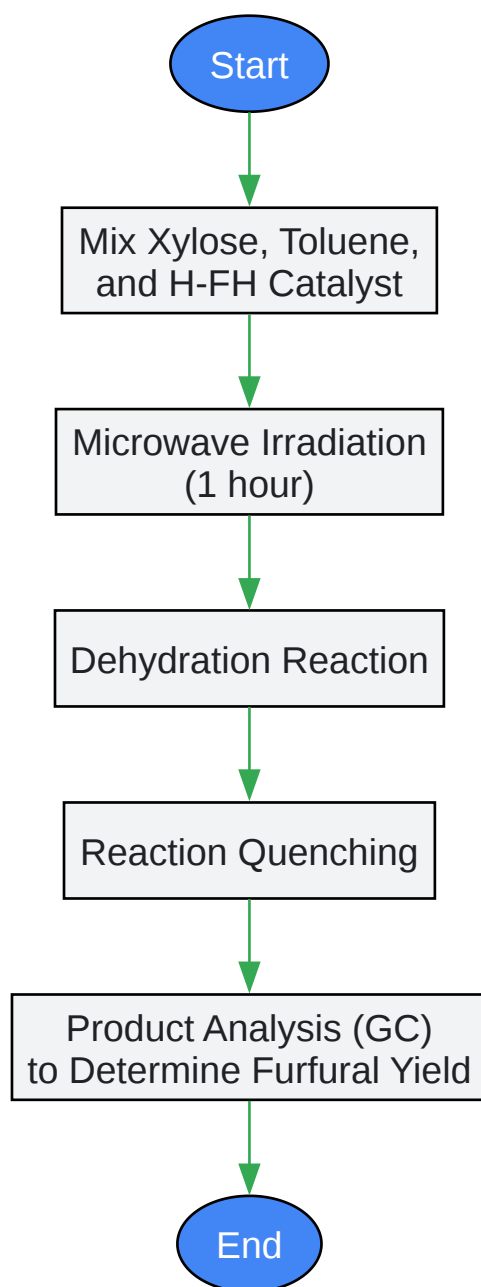 Start
Mix Xylose, Toluene,
and H-FH Catalyst
Microwave Irradiation
(1 hour)
Dehydration Reaction
Reaction Quenching
Product Analysis (GC)
to Determine Furfural Yield
End